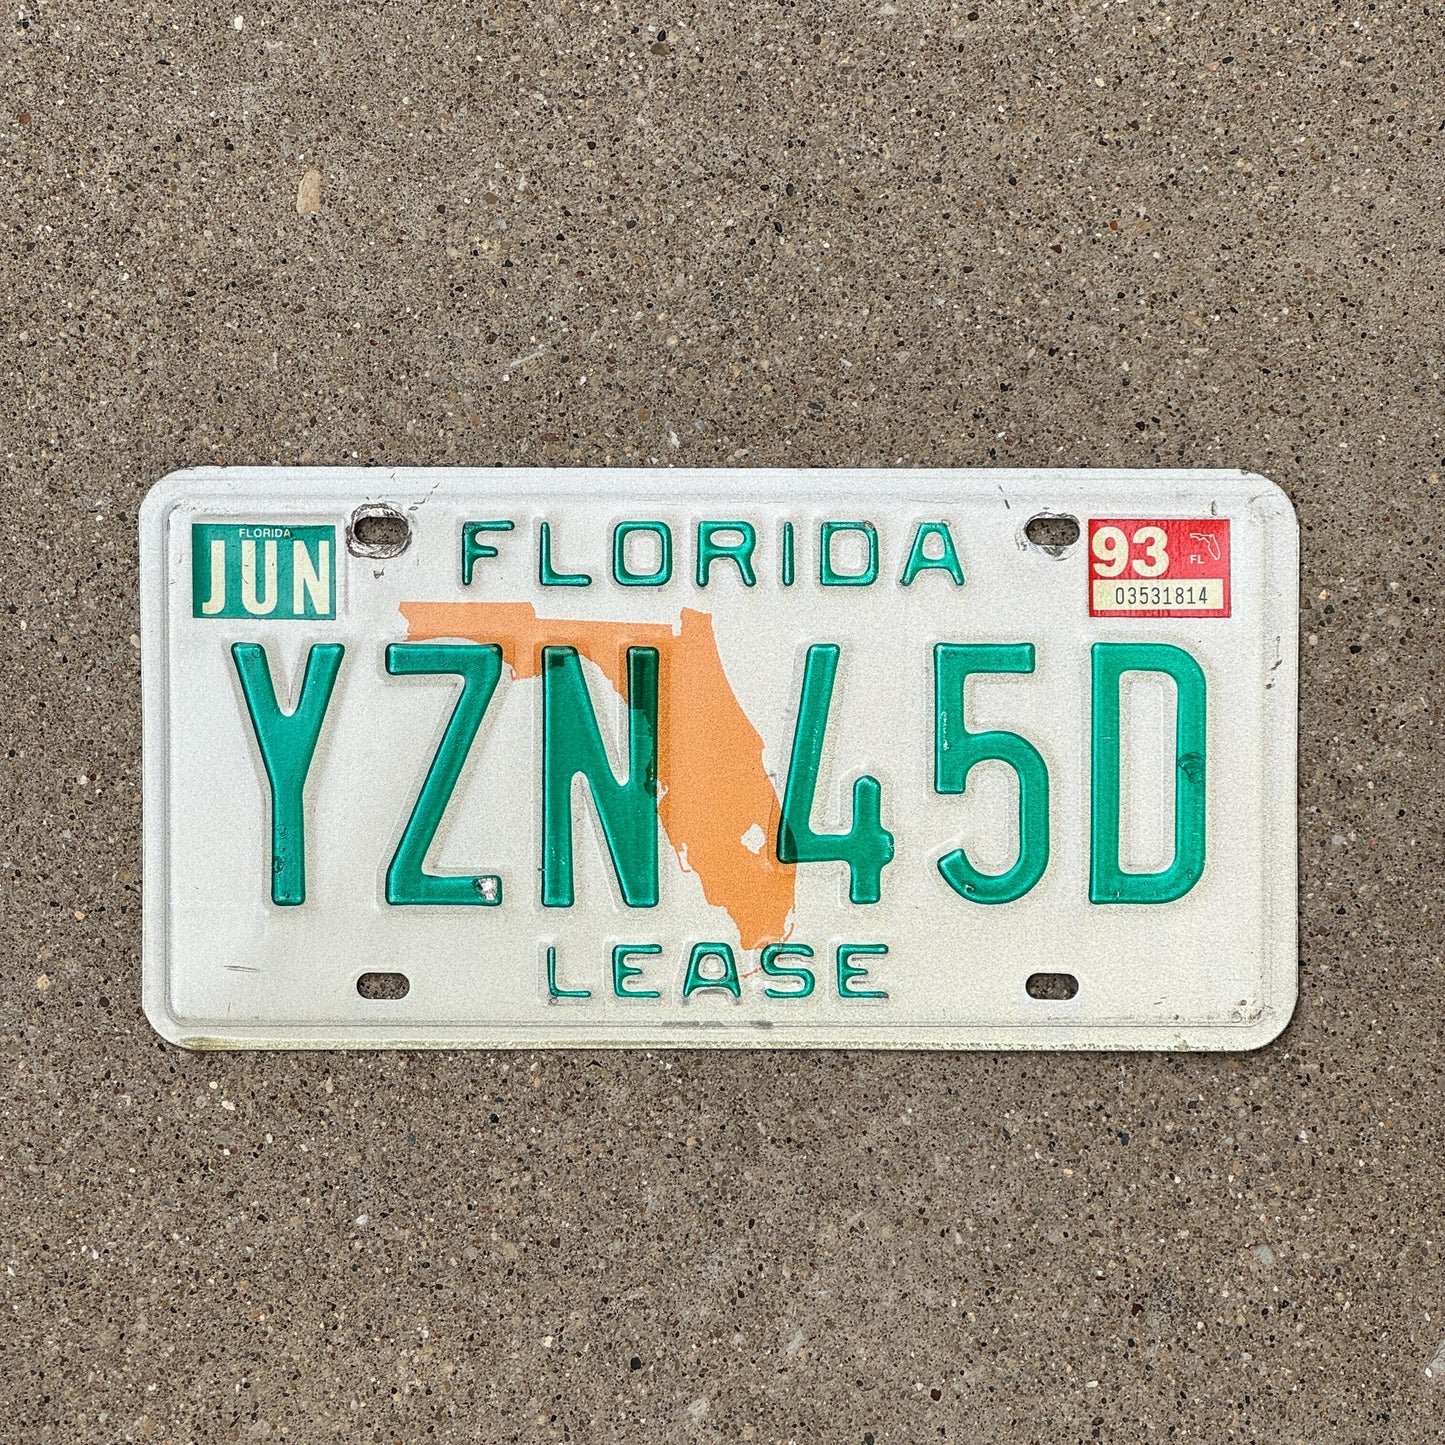 FLORIDA
JUN
FLORIDA
93
FL
03531814
YZN 45D
LEASE